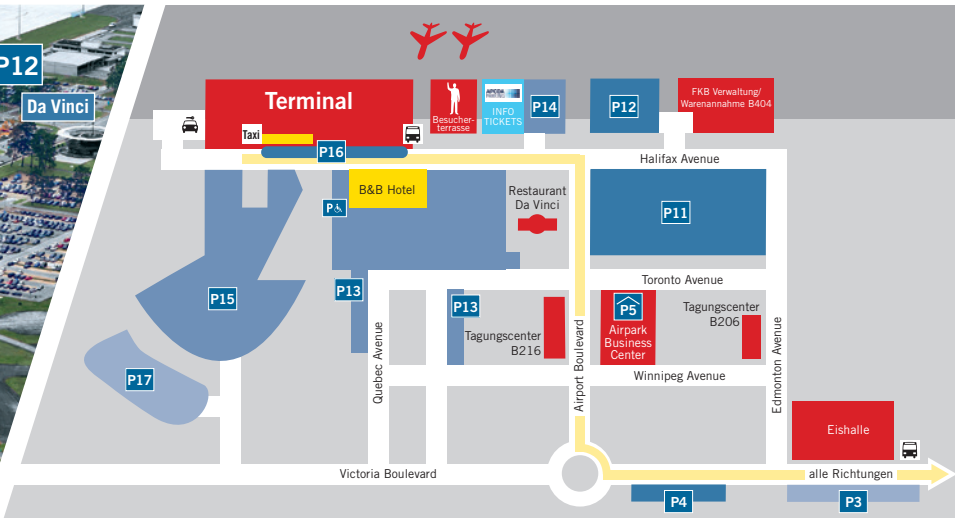 P12
Da Vinci
Terminal
Taxi
P16
Besucher-
terrasse
INFO
TICKETS
P14
P12
FKB Verwaltung/
Warenannahme B404
Halifax Avenue
B&B Hotel
P
Restaurant
Da Vinci
P11
Toronto Avenue
P15
P13
P13
P5
Airpark
Business
Center
Tagungscenter
B216
Tagungscenter
B206
Quebec Avenue
Airport Boulevard
Edmonton Avenue
Winnipeg Avenue
P17
Eishalle
Victoria Boulevard
alle Richtungen
P4
P3